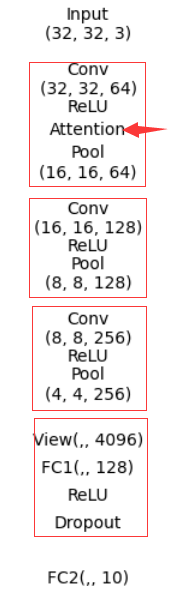 Input
(32, 32, 3)
Conv
(32, 32, 64)
ReLU
Attention
Pool
(16, 16, 64)
Conv
(16, 16, 128)
ReLU
Pool
(8, 8, 128)
Conv
(8, 8, 256)
ReLU
Pool
(4, 4, 256)
View(,, 4096)
FC1(,, 128)
ReLU
Dropout
FC2(,, 10)